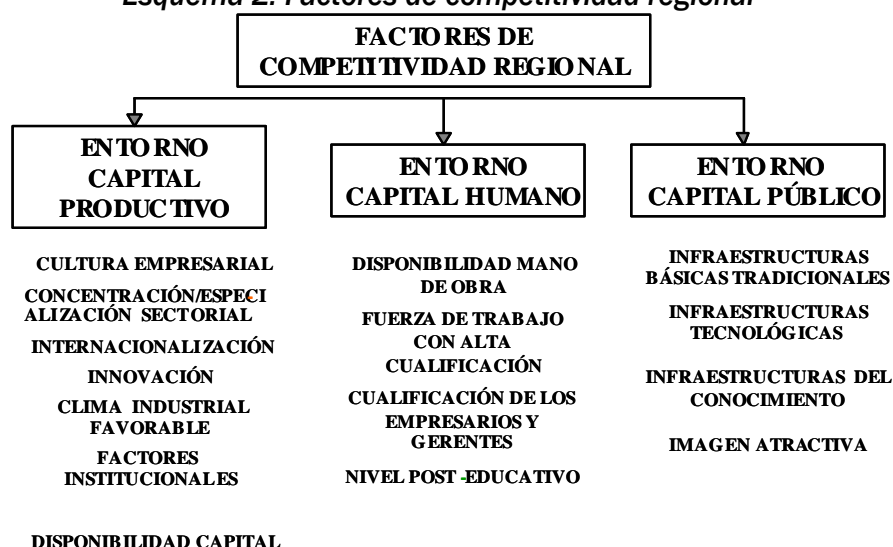 Esquema 2. Factores de competitividad regional
FACTORES DE
COMPETITIVIDAD REGIONAL
ENTORNO
CAPITAL
PRODUCTIVO
CULTURA EMPRESARIAL
CONCENTRACIÓN/ESPECI
ALIZACIÓN SECTORIAL
INTERNACIONALIZACIÓN
INNOVACIÓN
CLIMA INDUSTRIAL
FAVORABLE
FACTORES
INSTITUCIONALES
DISPONIBILIDAD CAPITAL
ENTORNO
CAPITAL HUMANO
DISPONIBILIDAD MANO
DE OBRA
FUERZA DE TRABAJO
CON ALTA
CUALIFICACIÓN
CUALIFICACIÓN DE LOS
EMPRESARIOS Y
GERENTES
NIVEL POST-EDUCATIVO
ENTORNO
CAPITAL PÚBLICO
INFRAESTRUCTURAS
BÁSICAS TRADICIONALES
INFRAESTRUCTURAS
TECNOLÓGICAS
INFRAESTRUCTURAS DEL
CONOCIMIENTO
IMAGEN ATRACTIVA